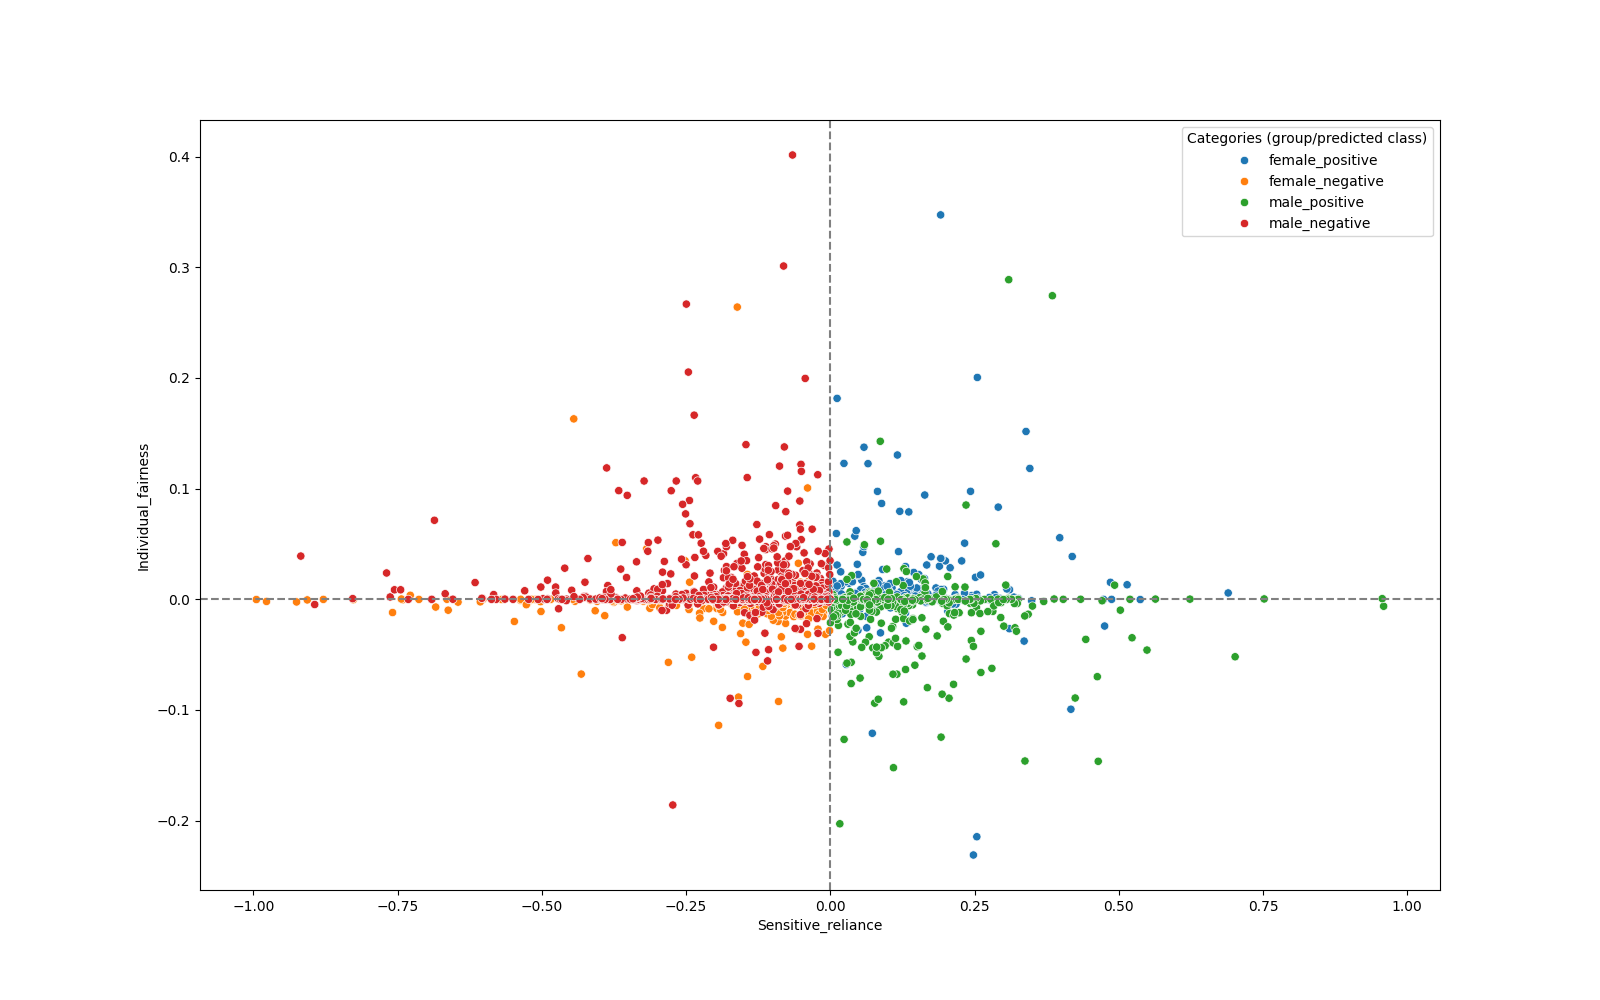 Categories (group/predicted class)
female_positive
female_negative
male_positive
male_negative
0.4
0.3
0.2
0.1
0.0
−0.1
−0.2
Individual_fairness
−1.00
−0.75
−0.50
−0.25
0.00
0.25
0.50
0.75
1.00
Sensitive_reliance